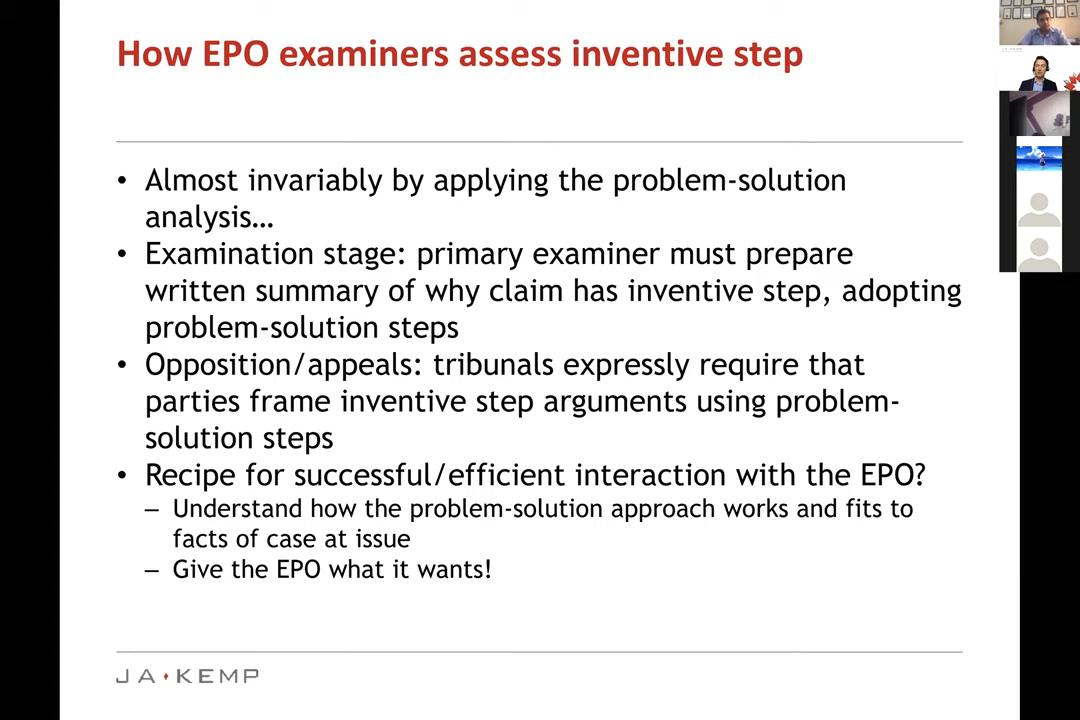 How EPO examiners assess inventive step
• Almost invariably by applying the problem-solution
analysis…
• Examination stage: primary examiner must prepare
written summary of why claim has inventive step, adopting
problem-solution steps
• Opposition/appeals: tribunals expressly require that
parties frame inventive step arguments using problem-
solution steps
• Recipe for successful/efficient interaction with the EPO?
– Understand how the problem-solution approach works and fits to
facts of case at issue
– Give the EPO what it wants!
JA KEMP